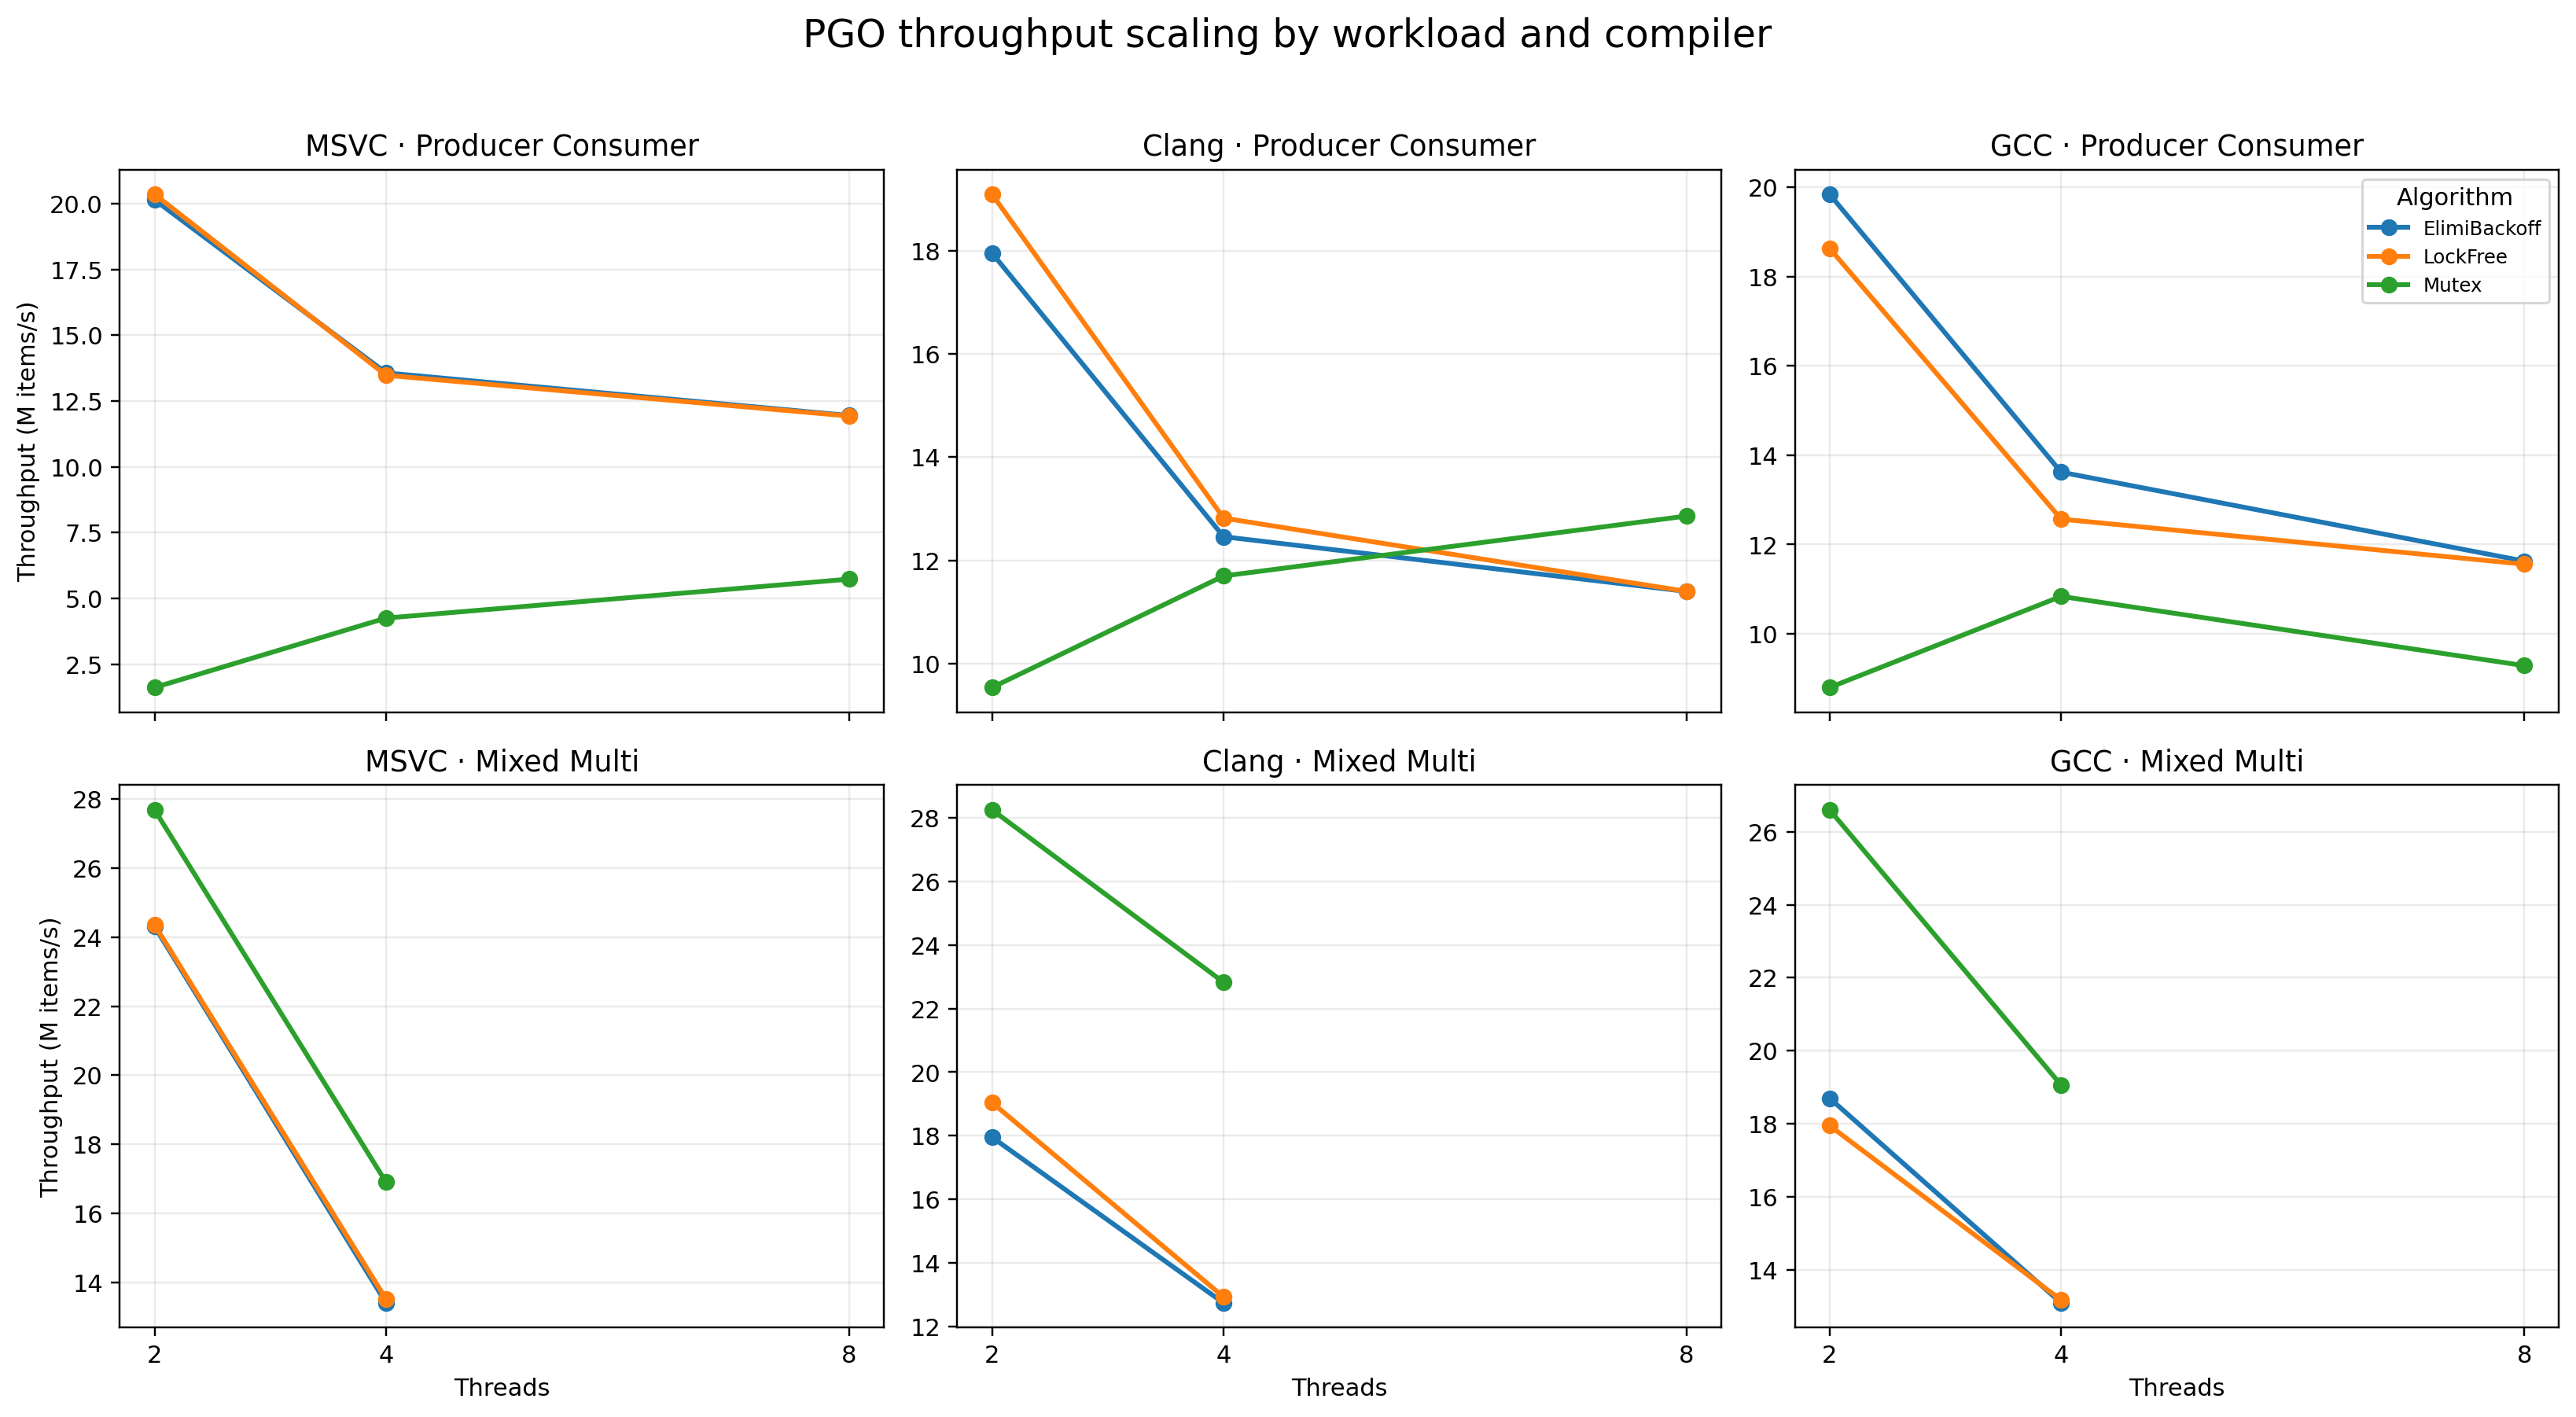 PGO throughput scaling by workload and compiler
MSVC · Producer Consumer
Throughput (M items/s)
20.0
17.5
15.0
12.5
10.0
7.5
5.0
2.5
Clang · Producer Consumer
18
16
14
12
10
GCC · Producer Consumer
20
18
16
14
12
10
Algorithm
ElimiBackoff
LockFree
Mutex
MSVC · Mixed Multi
Throughput (M items/s)
28
26
24
22
20
18
16
14
2 4 8
Threads
Clang · Mixed Multi
28
26
24
22
20
18
16
14
12
2 4 8
Threads
GCC · Mixed Multi
26
24
22
20
18
16
14
2 4 8
Threads